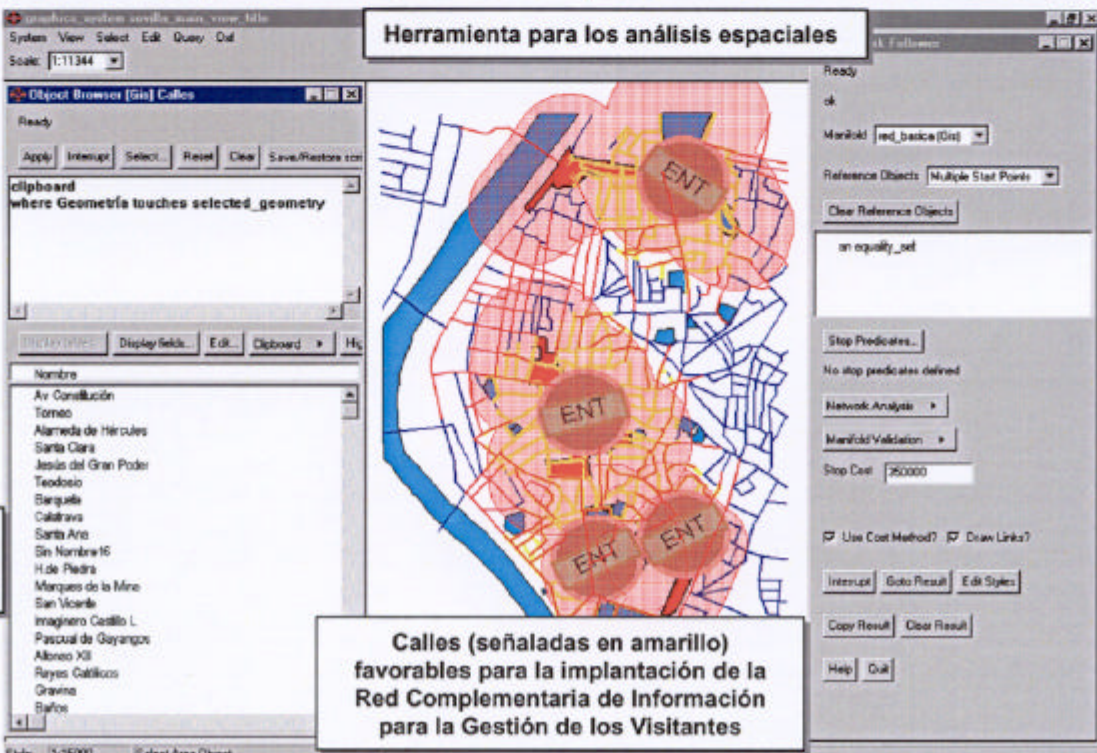 graphics_system sevilla_main_view_title
System View Select Edit Query Out
Scale: 1:11344
Herramienta para los análisis espaciales
Follower
Object Browser [Gis] Calles
Ready
Apply Interrupt Select... Reset Clear Save/Restore
clipboard
where Geometría touches selected_geometry
Display fields... Edit... Clipboard
Nombre
Av Constitución
Torneo
Alameda de Hércules
Santa Clara
Jesús del Gran Poder
Teodosio
Barqueta
Calatrava
Santa Ana
Sin Nombre16
H.de Piedra
Marques de la Mina
San Vicente
Imaginero Castillo L
Pascual de Gayangos
Alfonso XII
Reyes Católicos
Gravina
Baños
ENT
ENT
ENT
ENT
Calles (señaladas en amarillo)
favorables para la implantación de la
Red Complementaria de Información
para la Gestión de los Visitantes
Ready
ok
Manifold red_basica (Gis)
Reference Objects Multiple Start Points
Clear Reference Objects
an equality_set
Stop Predicates...
No stop predicates defined
Network Analysis
Manifold Validation
Stop Cost 350000
Use Cost Method? Draw Links?
Interrupt Goto Result Edit Styles
Copy Result Clear Result
Help Quit